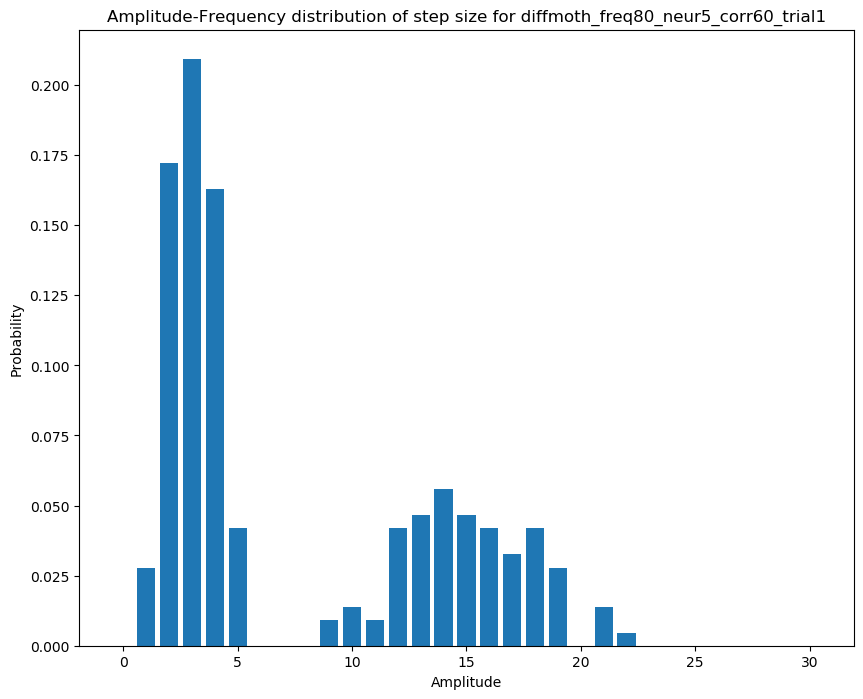 Amplitude-Frequency distribution of step size for diffmoth_freq80_neur5_corr60_trial1
0.200
0.175
0.150
0.125
0.100
0.075
0.050
0.025
0.000
Probability
0 5 10 15 20 25 30
Amplitude